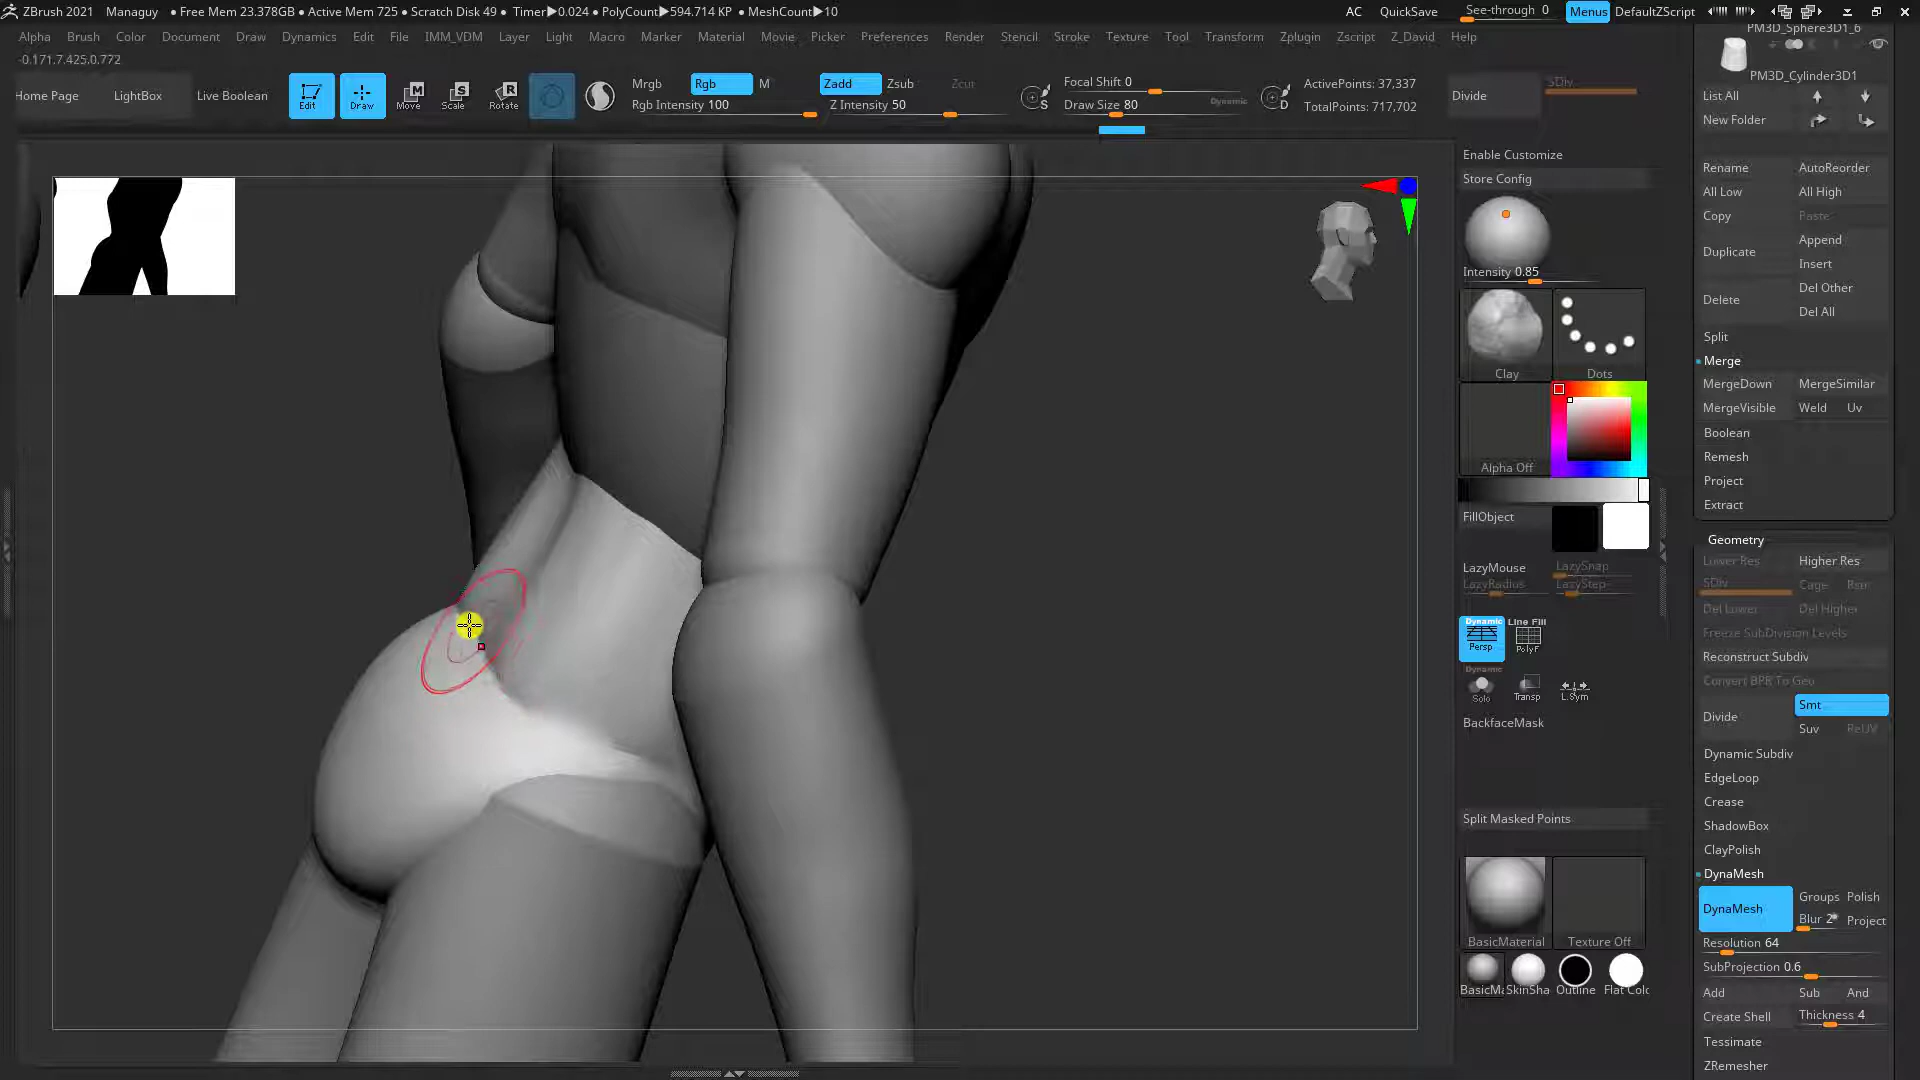 ZBrush 2021 Managuy • Free Mem 23.378GB • Active Mem 725 • Scratch Disk 49 • Timer▶0.024 • PolyCount▶594.714 KP • MeshCount▶10 AC QuickSave See-through 0 Menus DefaultZScript
Alpha Brush Color Document Draw Dynamics Edit File IMM_VDM Layer Light Macro Marker Material Movie Picker Preferences Render Stencil Stroke Texture Tool Transform Zplugin Zscript Z_David Help
-0.171,7.425,0.772
Home Page LightBox Live Boolean Edit Draw Move Scale Rotate
Mrgb Rgb M Zadd Zsub Zcut Focal Shift 0 ActivePoints: 37,337
Rgb Intensity 100 Z Intensity 50 Draw Size 80 Dynamic TotalPoints: 717,702
S D
Divide SDiv
Enable Customize
Store Config
Intensity 0.85
Clay Dots
Alpha Off
FillObject
LazyMouse LazySnap
LazyRadius LazyStep
Dynamic Line Fill
Persp PolyF
Dynamic
Solo Transp L.Sym
BackfaceMask
Split Masked Points
BasicMaterial Texture Off
BasicMa SkinSha Outline Flat Colo
PM3D_Sphere3D1_6
PM3D_Cylinder3D1
List All
New Folder
Rename AutoReorder
All Low All High
Copy Paste
Duplicate Append
Insert
Delete Del Other
Del All
Split
Merge
MergeDown MergeSimilar
MergeVisible Weld Uv
Boolean
Remesh
Project
Extract
Geometry
Lower Res Higher Res
SDiv Cage Rstr
Del Lower Del Higher
Freeze SubDivision Levels
Reconstruct Subdiv
Convert BPR To Geo
Divide Smt
Suv ReUV
Dynamic Subdiv
EdgeLoop
Crease
ShadowBox
ClayPolish
DynaMesh
DynaMesh Groups Polish
Blur 2 Project
Resolution 64
SubProjection 0.6
Add Sub And
Create Shell Thickness 4
Tessimate
ZRemesher